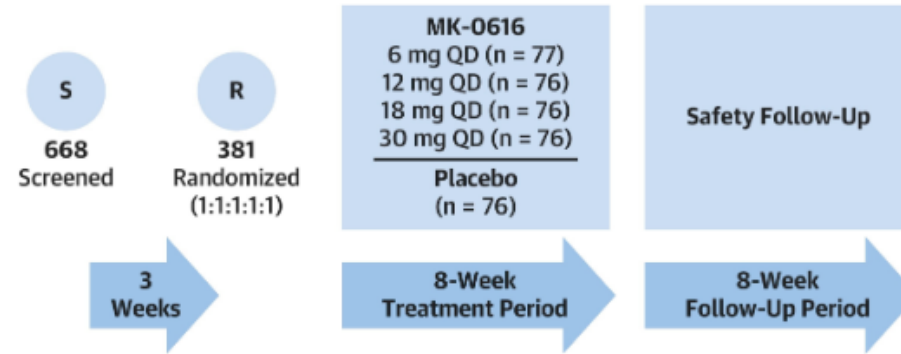 S
668
Screened
R
381
Randomized
(1:1:1:1:1)
MK-0616
6 mg QD (n = 77)
12 mg QD (n = 76)
18 mg QD (n = 76)
30 mg QD (n = 76)
Placebo
(n = 76)
Safety Follow-Up
3
Weeks
8-Week
Treatment Period
8-Week
Follow-Up Period